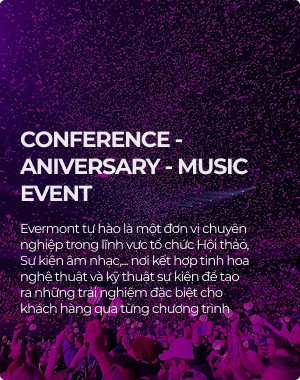 CONFERENCE -
ANIVERSARY - MUSIC
EVENT
Evermont tự hào là một đơn vị chuyên
nghiệp trong lĩnh vực tổ chức Hội thảo,
Sự kiện âm nhạc,... nơi kết hợp tinh hoa
nghệ thuật và kỹ thuật sự kiện để tạo
ra những trải nghiệm đặc biệt cho
khách hàng qua từng chương trình